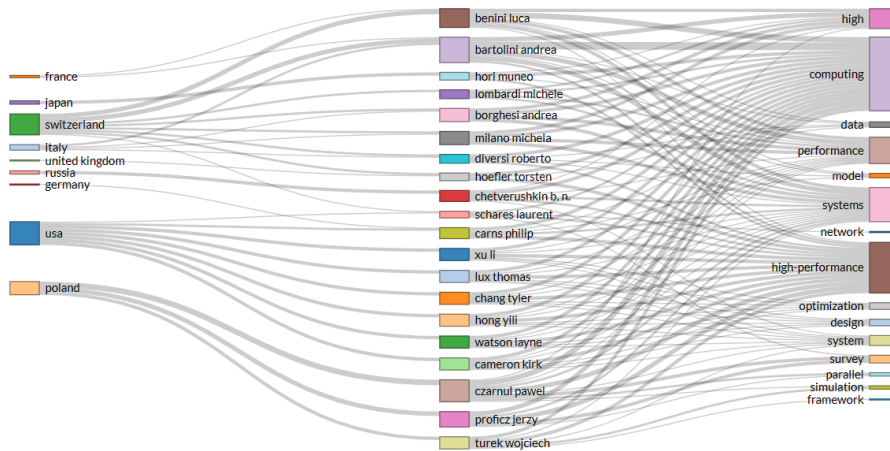 france
japan
switzerland
italy
united kingdom
russia
germany
usa
poland
benini luca
bartolini andrea
hori muneo
lombardi michele
borghesi andrea
milano michela
diversi roberto
hoefler torsten
chetverushkin b. n.
schares laurent
carns philip
xu li
lux thomas
chang tyler
hong yili
watson layne
cameron kirk
czarnul pawel
proficz jerzy
turek wojciech
high
computing
data
performance
model
systems
network
high-performance
optimization
design
system
survey
parallel
simulation
framework